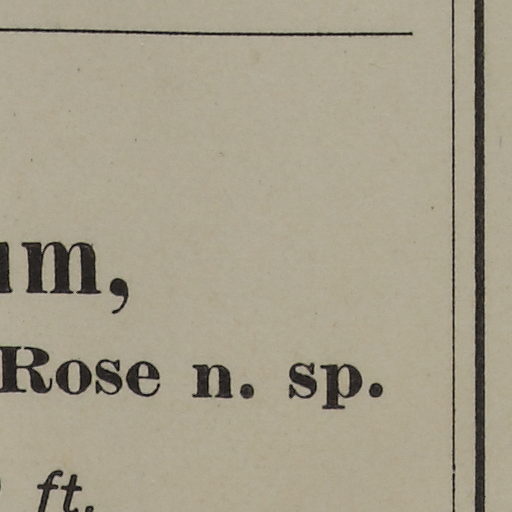 um,
Rose n. sp.
ft.